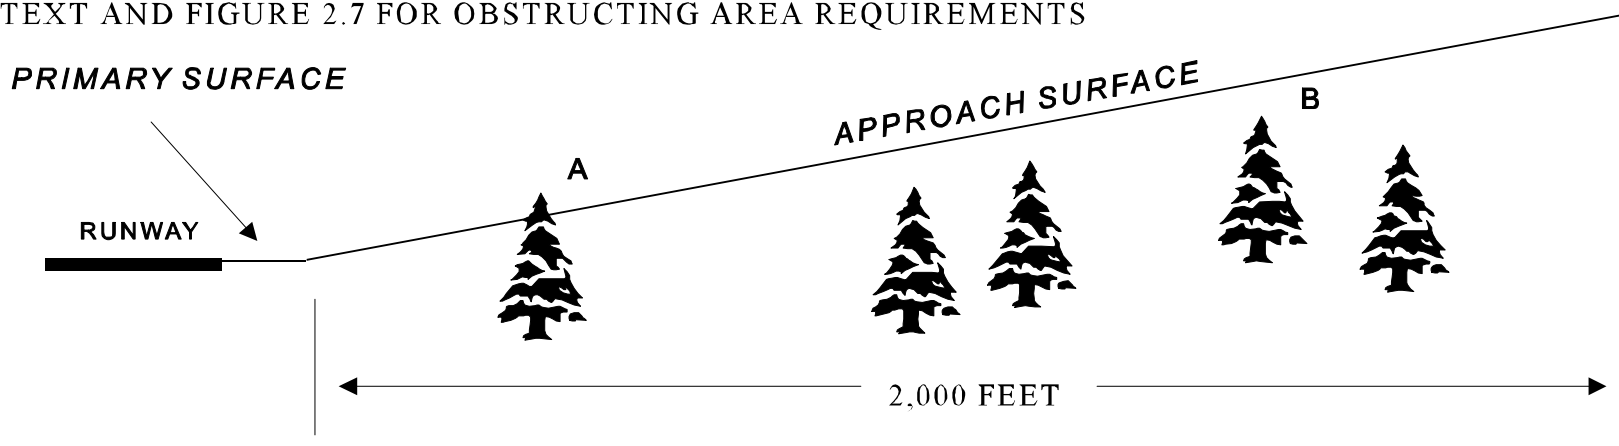 TEXT AND FIGURE 2.7 FOR OBSTRUCTING AREA REQUIREMENTS
PRIMARY SURFACE
APPROACH SURFACE
B
A
RUNWAY
2,000 FEET